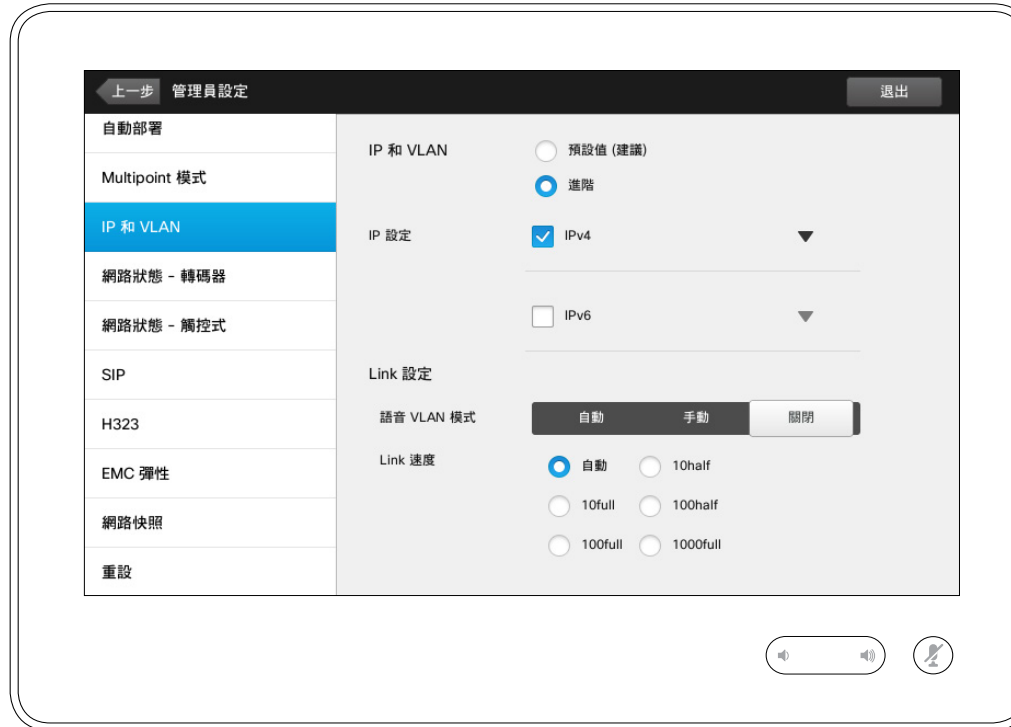 上一步 管理員設定 退出
自動部署
Multipoint 模式
IP 和 VLAN
網路狀態 - 轉碼器
網路狀態 - 觸控式
SIP
H323
EMC 彈性
網路快照
重設
IP 和 VLAN
預設值 (建議)
進階
IP 設定
IPv4
IPv6
Link 設定
語音 VLAN 模式
自動 手動 關閉
Link 速度
自動 10half
10full 100half
100full 1000full